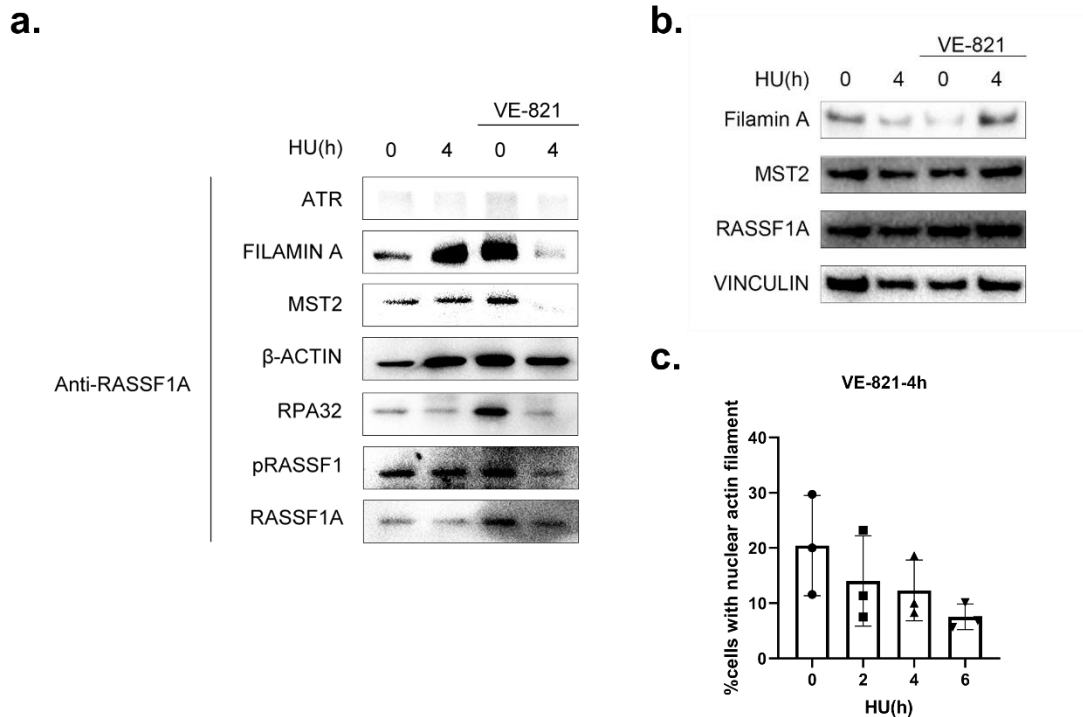 a.
VE-821
HU(h) 0 4 0 4
Anti-RASSF1A
ATR
FILAMIN A
MST2
β-ACTIN
RPA32
pRASSF1
RASSF1A
b.
VE-821
HU(h) 0 4 0 4
Filamin A
MST2
RASSF1A
VINCULIN
c.
VE-821-4h
%cells with nuclear actin filament
40
30
20
10
0
0 2 4 6
HU(h)